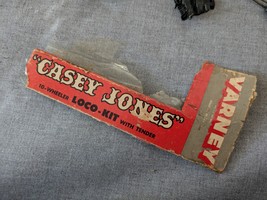 "CASEY JONES"
10-WHEELER LOCO-KIT WITH TENDER
VARNEY